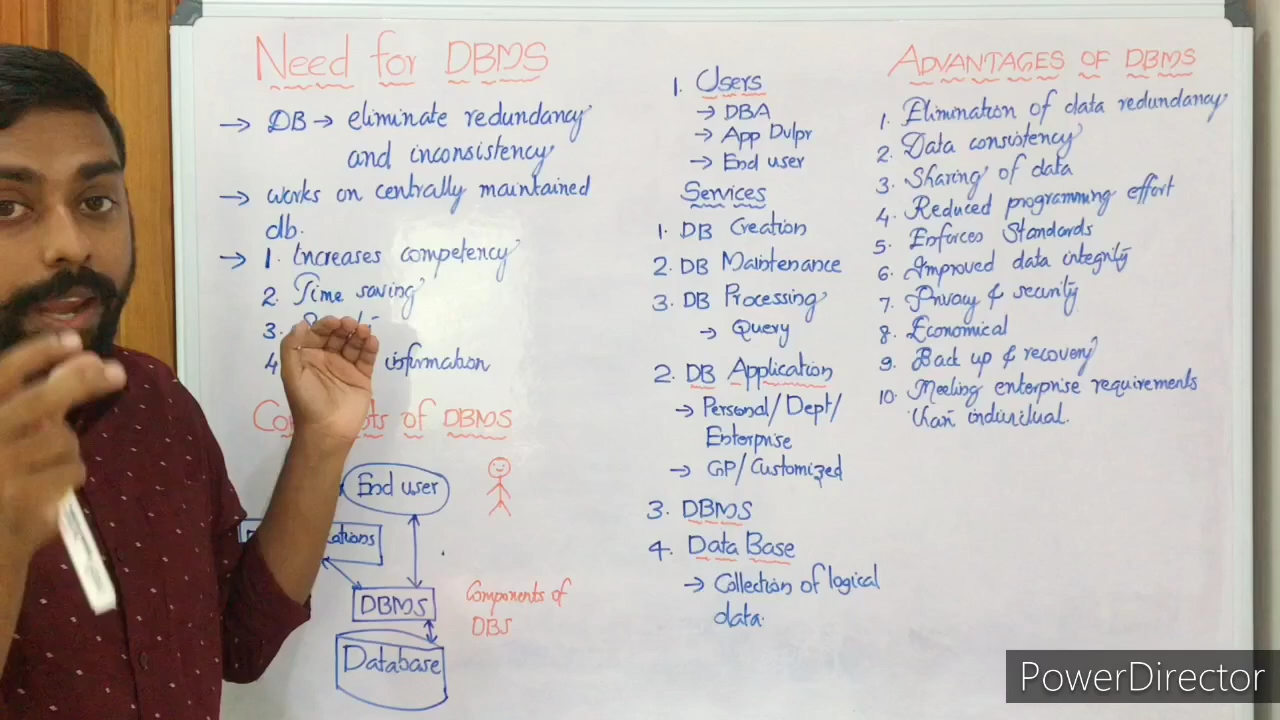 Need for DBMS
→ DB → eliminate redundancy
and inconsistency
→ works on centrally maintained
db.
→ 1. Increases competency
2. Time saving
3.
4 information
of DBMS
End user
DBMS
Database
Components of
DBS
1. Users
→ DBA
→ App Dvlpr
→ End user
Services
1. DB Creation
2. DB Maintenance
3. DB Processing
→ Query
2. DB Application
→ Personal/Dept/
Enterprise
→ GP/Customized
3. DBMS
4. Data Base
→ Collection of logical
data.
ADVANTAGES OF DBMS
1. Elimination of data redundancy
2. Data consistency
3. Sharing of data
4. Reduced programming effort
5. Enforces Standards
6. Improved data integrity
7. Privacy & security
8. Economical
9. Back up & recovery
10. Meeting enterprise requirements
than individual.
PowerDirector